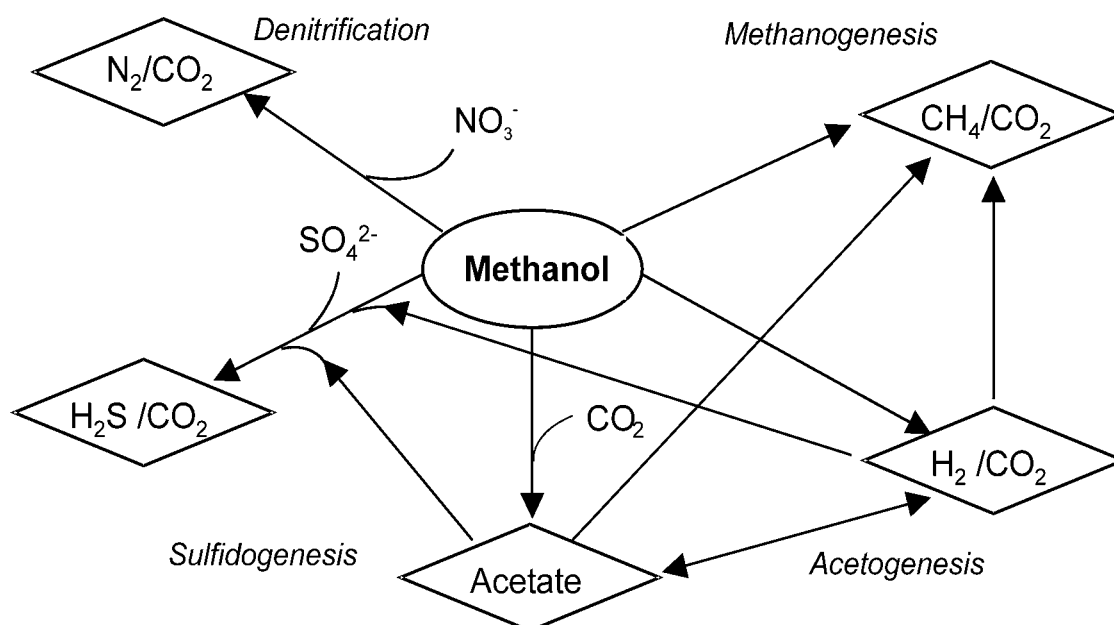 Denitrification
Methanogenesis
N₂/CO₂
CH₄/CO₂
NO₃⁻
SO₄²⁻
Methanol
H₂S /CO₂
CO₂
H₂ /CO₂
Sulfidogenesis
Acetate
Acetogenesis